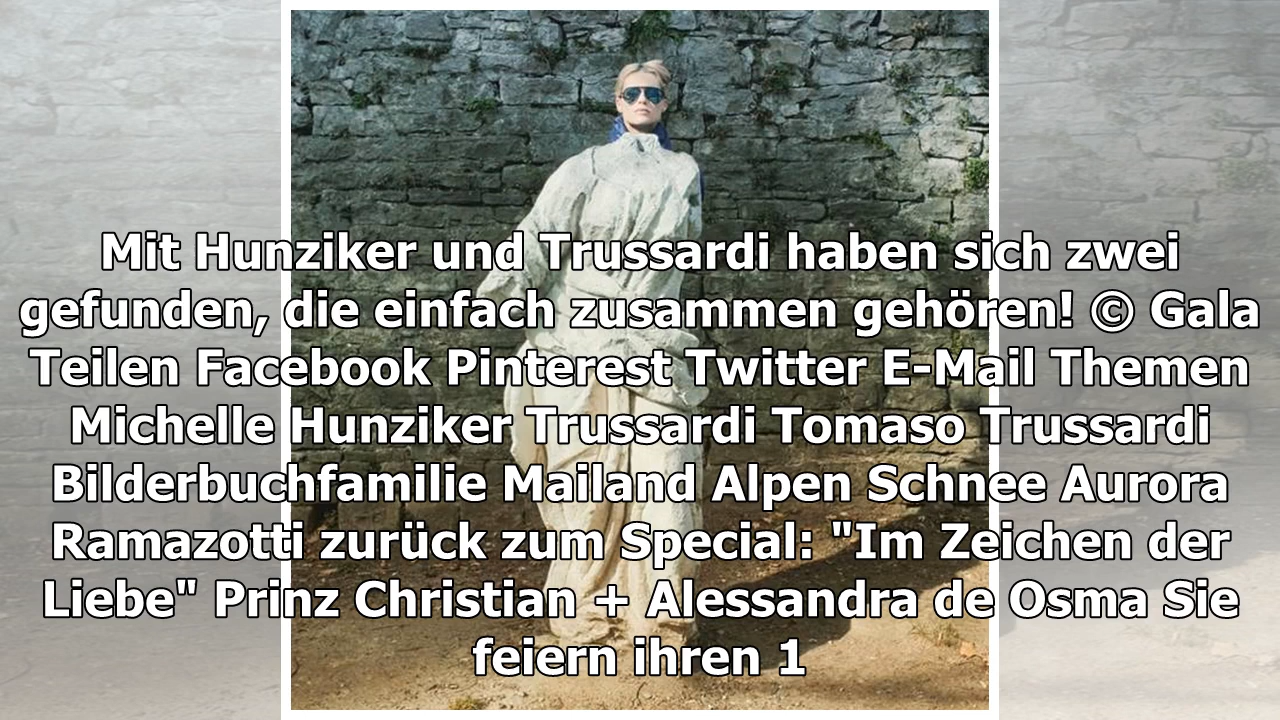 Mit Hunziker und Trussardi haben sich zwei
gefunden, die einfach zusammen gehören! © Gala
Teilen Facebook Pinterest Twitter E-Mail Themen
Michelle Hunziker Trussardi Tomaso Trussardi
Bilderbuchfamilie Mailand Alpen Schnee Aurora
Ramazotti zurück zum Special: "Im Zeichen der
Liebe" Prinz Christian + Alessandra de Osma Sie
feiern ihren 1